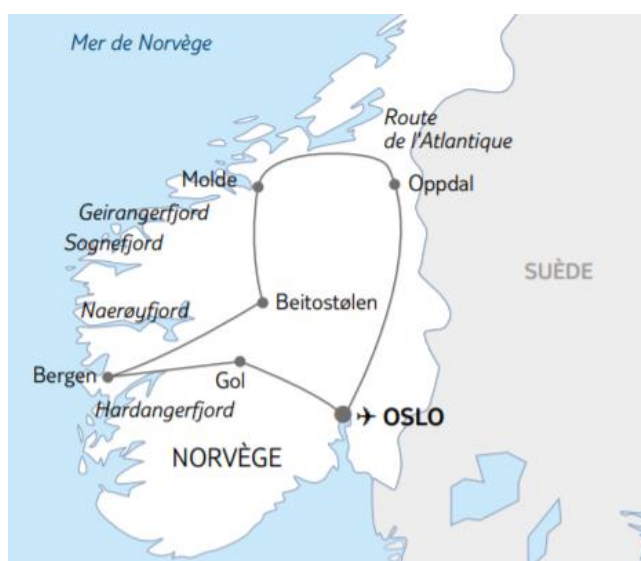 Mer de Norvège
Route
de l'Atlantique
Molde
Oppdal
Geirangerfjord
Sognefjord
SUÈDE
Naerøyfjord
Beitostølen
Bergen
Gol
Hardangerfjord
OSLO
NORVÈGE